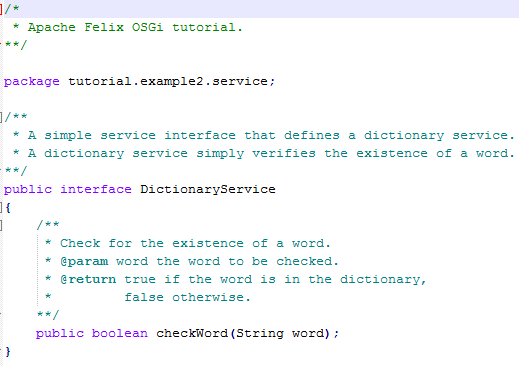 /*
 * Apache Felix OSGi tutorial.
**/
package tutorial.example2.service;
/**
 * A simple service interface that defines a dictionary service.
 * A dictionary service simply verifies the existence of a word.
**/
public interface DictionaryService
{
    /**
     * Check for the existence of a word.
     * @param word the word to be checked.
     * @return true if the word is in the dictionary,
     *         false otherwise.
    **/
    public boolean checkWord(String word);
}